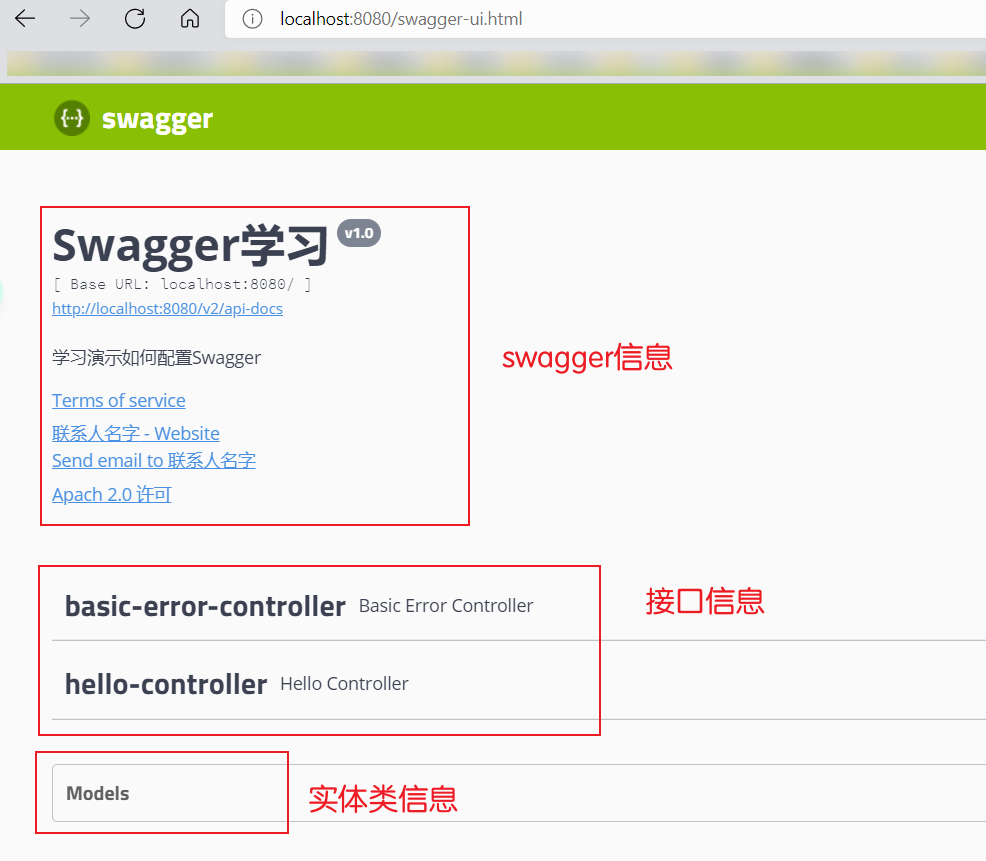 localhost:8080/swagger-ui.html
{···} swagger
Swagger学习 v1.0
[ Base URL: localhost:8080/ ]
http://localhost:8080/v2/api-docs
swagger信息
学习演示如何配置Swagger
Terms of service
联系人名字 - Website
Send email to 联系人名字
Apach 2.0 许可
basic-error-controller Basic Error Controller
接口信息
hello-controller Hello Controller
Models
实体类信息